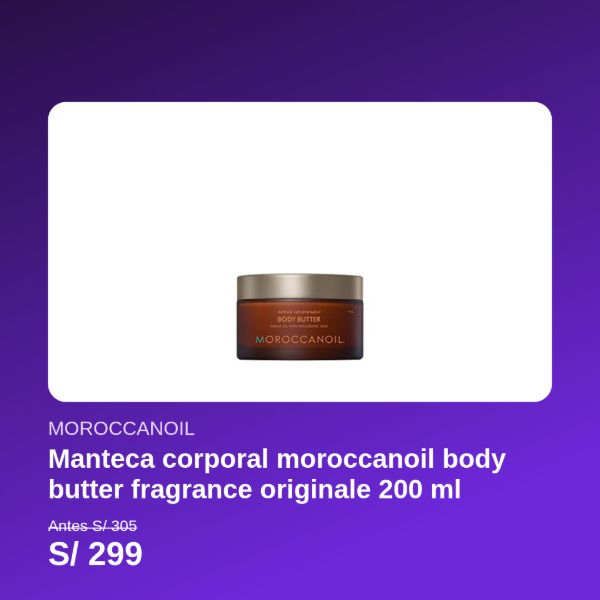 BODY BUTTER
MOROCCANOIL.
MOROCCANOIL
Manteca corporal moroccanoil body
butter fragrance originale 200 ml
Antes S/ 305
S/ 299